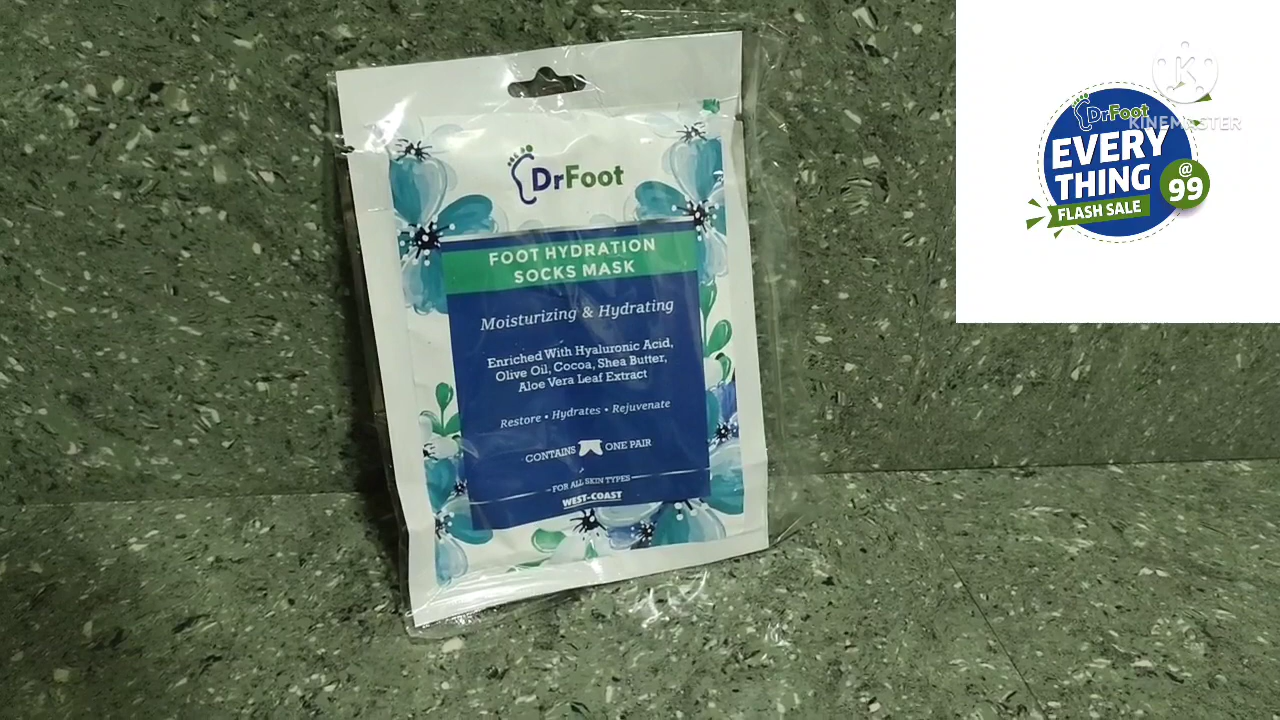 DrFoot
FOOT HYDRATION
SOCKS MASK
Moisturizing & Hydrating
Enriched With Hyaluronic Acid,
Olive Oil, Cocoa, Shea Butter,
Aloe Vera Leaf Extract
Restore • Hydrates • Rejuvenate
CONTAINS ONE PAIR
FOR ALL SKIN TYPES
WEST-COAST
DrFoot
EVERY
THING
@
99
FLASH SALE
K
KINEMASTER